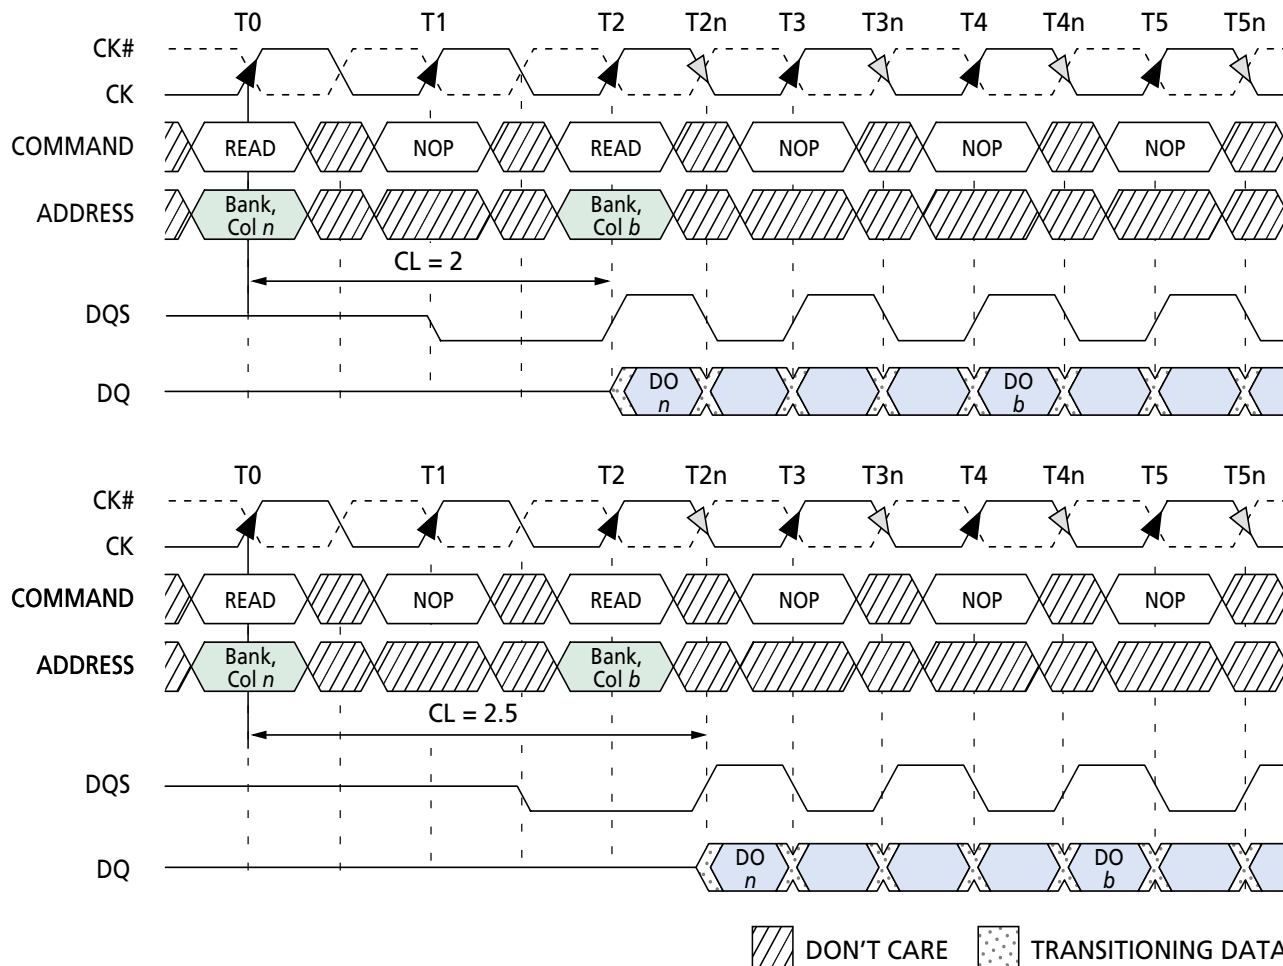 T0 T1 T2 T2n T3 T3n T4 T4n T5 T5n
CK#
CK
COMMAND READ NOP READ NOP NOP NOP
ADDRESS Bank, Col n Bank, Col b
CL = 2
DQS
DQ DO n DO b
T0 T1 T2 T2n T3 T3n T4 T4n T5 T5n
CK#
CK
COMMAND READ NOP READ NOP NOP NOP
ADDRESS Bank, Col n Bank, Col b
CL = 2.5
DQS
DQ DO n DO b
DON'T CARE TRANSITIONING DATA